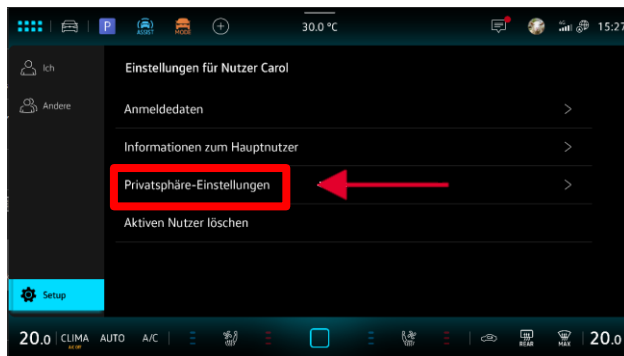 P ASSIST MODE 30.0 °C 4G 15:27
Ich
Andere
Einstellungen für Nutzer Carol
Anmeldedaten
Informationen zum Hauptnutzer
Privatsphäre-Einstellungen
Aktiven Nutzer löschen
Setup
20.0 CLIMA AUTO A/C REAR MAX 20.0